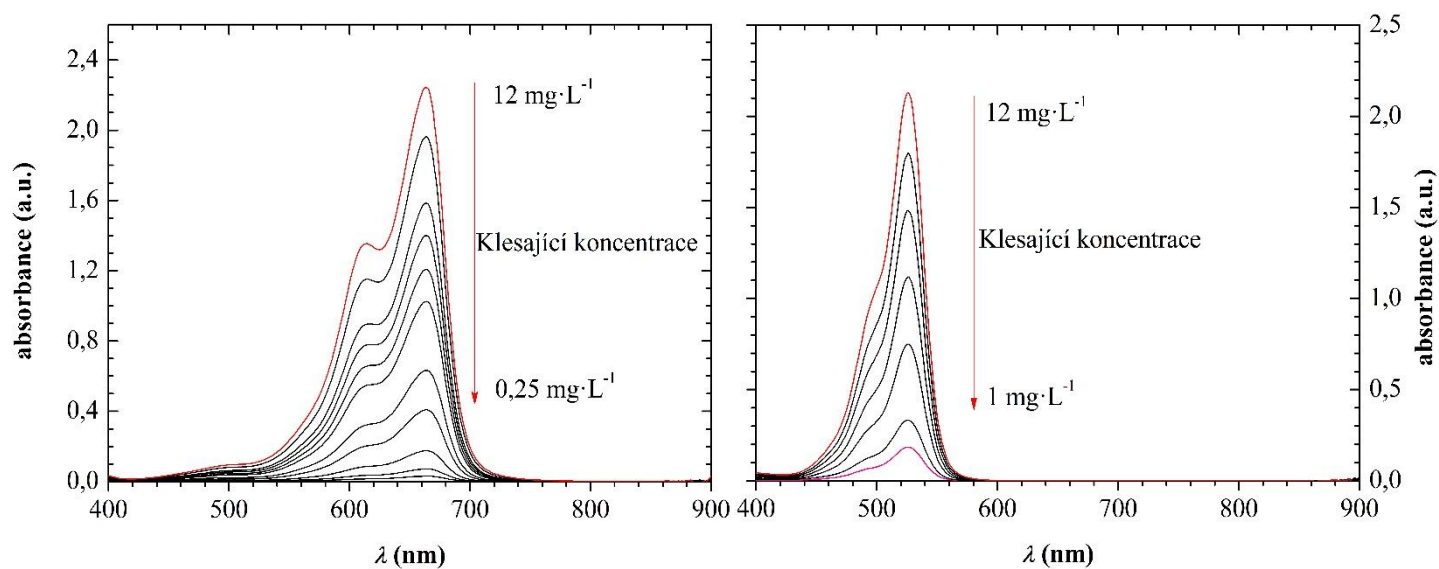 2,4
2,0
1,6
1,2
0,8
0,4
0,0
absorbance (a.u.)
12 mg·L⁻¹
Klesající koncentrace
0,25 mg·L⁻¹
400 500 600 700 800 900
λ (nm)
12 mg·L⁻¹
Klesající koncentrace
1 mg·L⁻¹
2,5
2,0
1,5
1,0
0,5
0,0
absorbance (a.u.)
400 500 600 700 800 900
λ (nm)